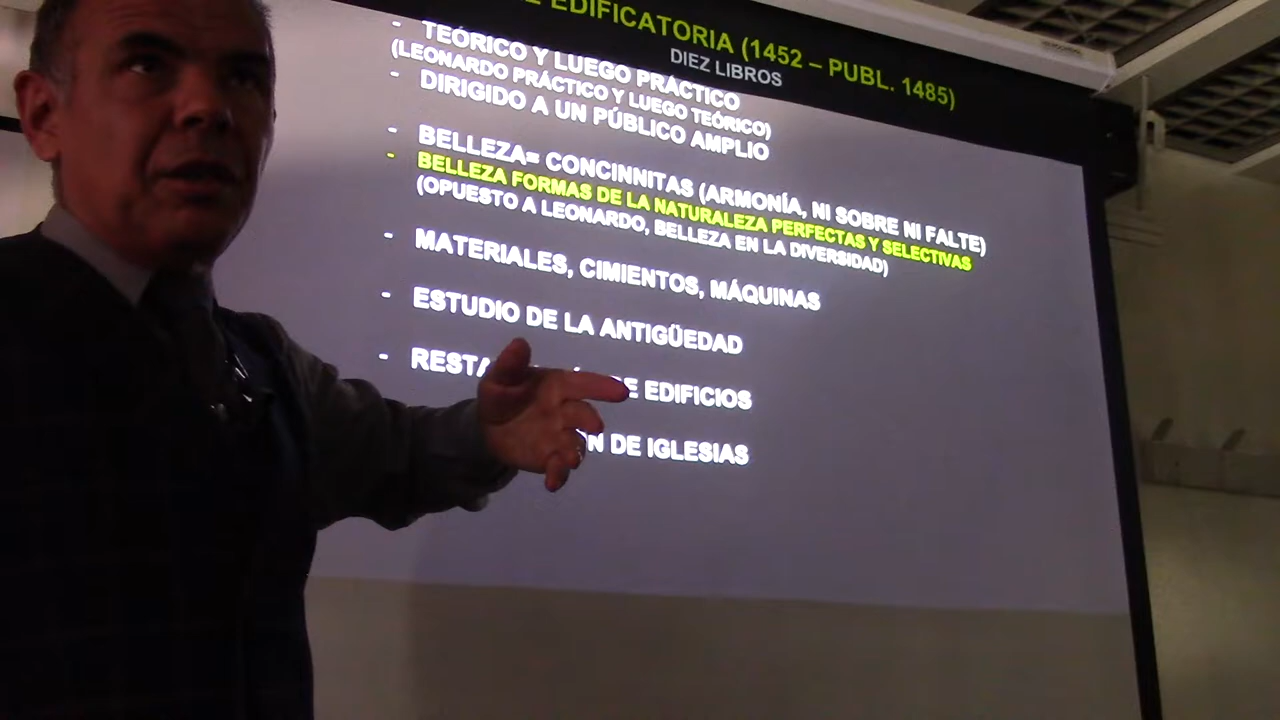 EDIFICATORIA (1452 – PUBL. 1485)
DIEZ LIBROS
- TEÓRICO Y LUEGO PRÁCTICO
(LEONARDO PRÁCTICO Y LUEGO TEÓRICO)
- DIRIGIDO A UN PÚBLICO AMPLIO
- BELLEZA= CONCINNITAS (ARMONÍA, NI SOBRE NI FALTE)
- BELLEZA FORMAS DE LA NATURALEZA PERFECTAS Y SELECTIVAS
(OPUESTO A LEONARDO, BELLEZA EN LA DIVERSIDAD)
- MATERIALES, CIMIENTOS, MÁQUINAS
- ESTUDIO DE LA ANTIGÜEDAD
- EDIFICIOS
DE IGLESIAS